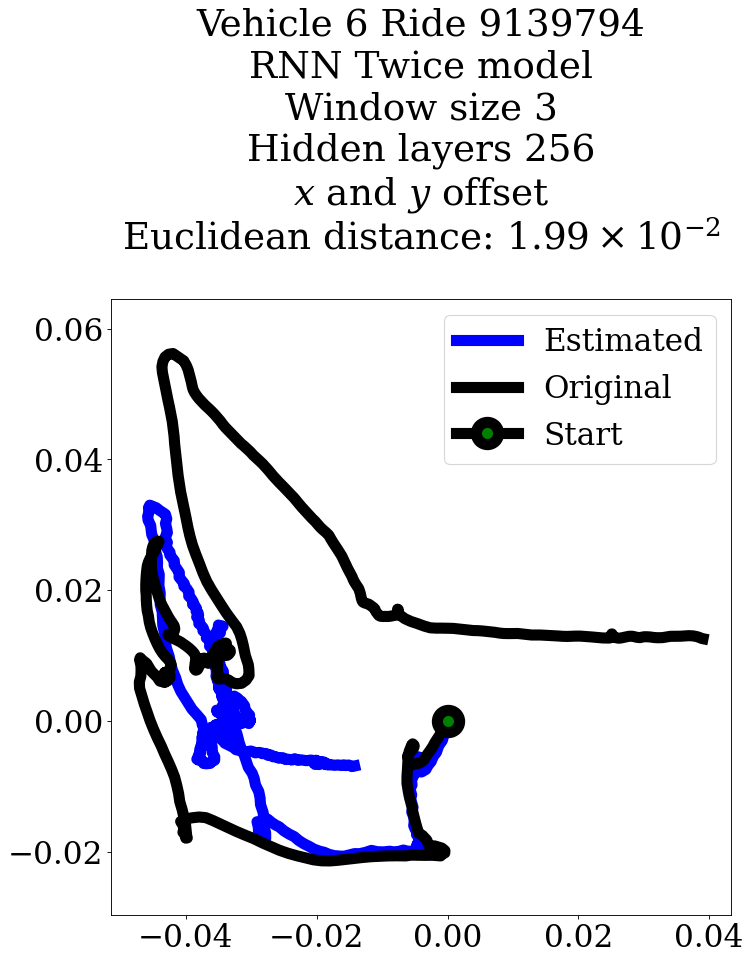 Vehicle 6 Ride 9139794
RNN Twice model
Window size 3
Hidden layers 256
x and y offset
Euclidean distance: 1.99 × 10⁻²
Estimated
Original
Start
0.06
0.04
0.02
0.00
−0.02
−0.04 −0.02 0.00 0.02 0.04